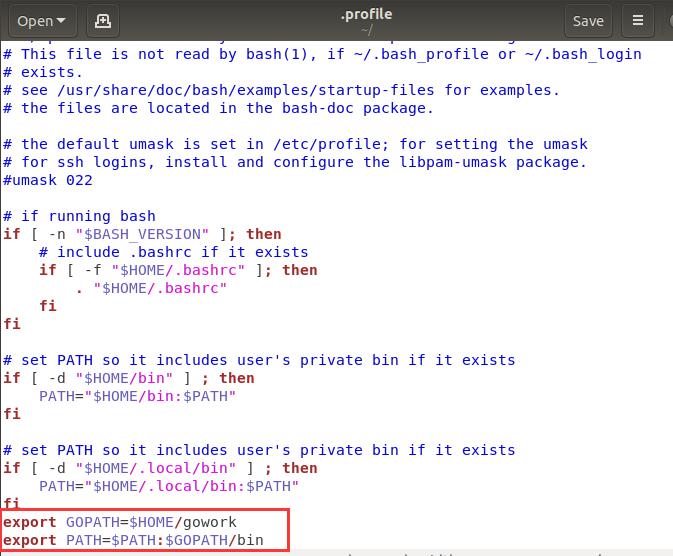 Open
.profile
~/
Save
# This file is not read by bash(1), if ~/.bash_profile or ~/.bash_login
# exists.
# see /usr/share/doc/bash/examples/startup-files for examples.
# the files are located in the bash-doc package.
# the default umask is set in /etc/profile; for setting the umask
# for ssh logins, install and configure the libpam-umask package.
#umask 022
# if running bash
if [ -n "$BASH_VERSION" ]; then
    # include .bashrc if it exists
    if [ -f "$HOME/.bashrc" ]; then
        . "$HOME/.bashrc"
    fi
fi
# set PATH so it includes user's private bin if it exists
if [ -d "$HOME/bin" ] ; then
    PATH="$HOME/bin:$PATH"
fi
# set PATH so it includes user's private bin if it exists
if [ -d "$HOME/.local/bin" ] ; then
    PATH="$HOME/.local/bin:$PATH"
fi
export GOPATH=$HOME/gowork
export PATH=$PATH:$GOPATH/bin